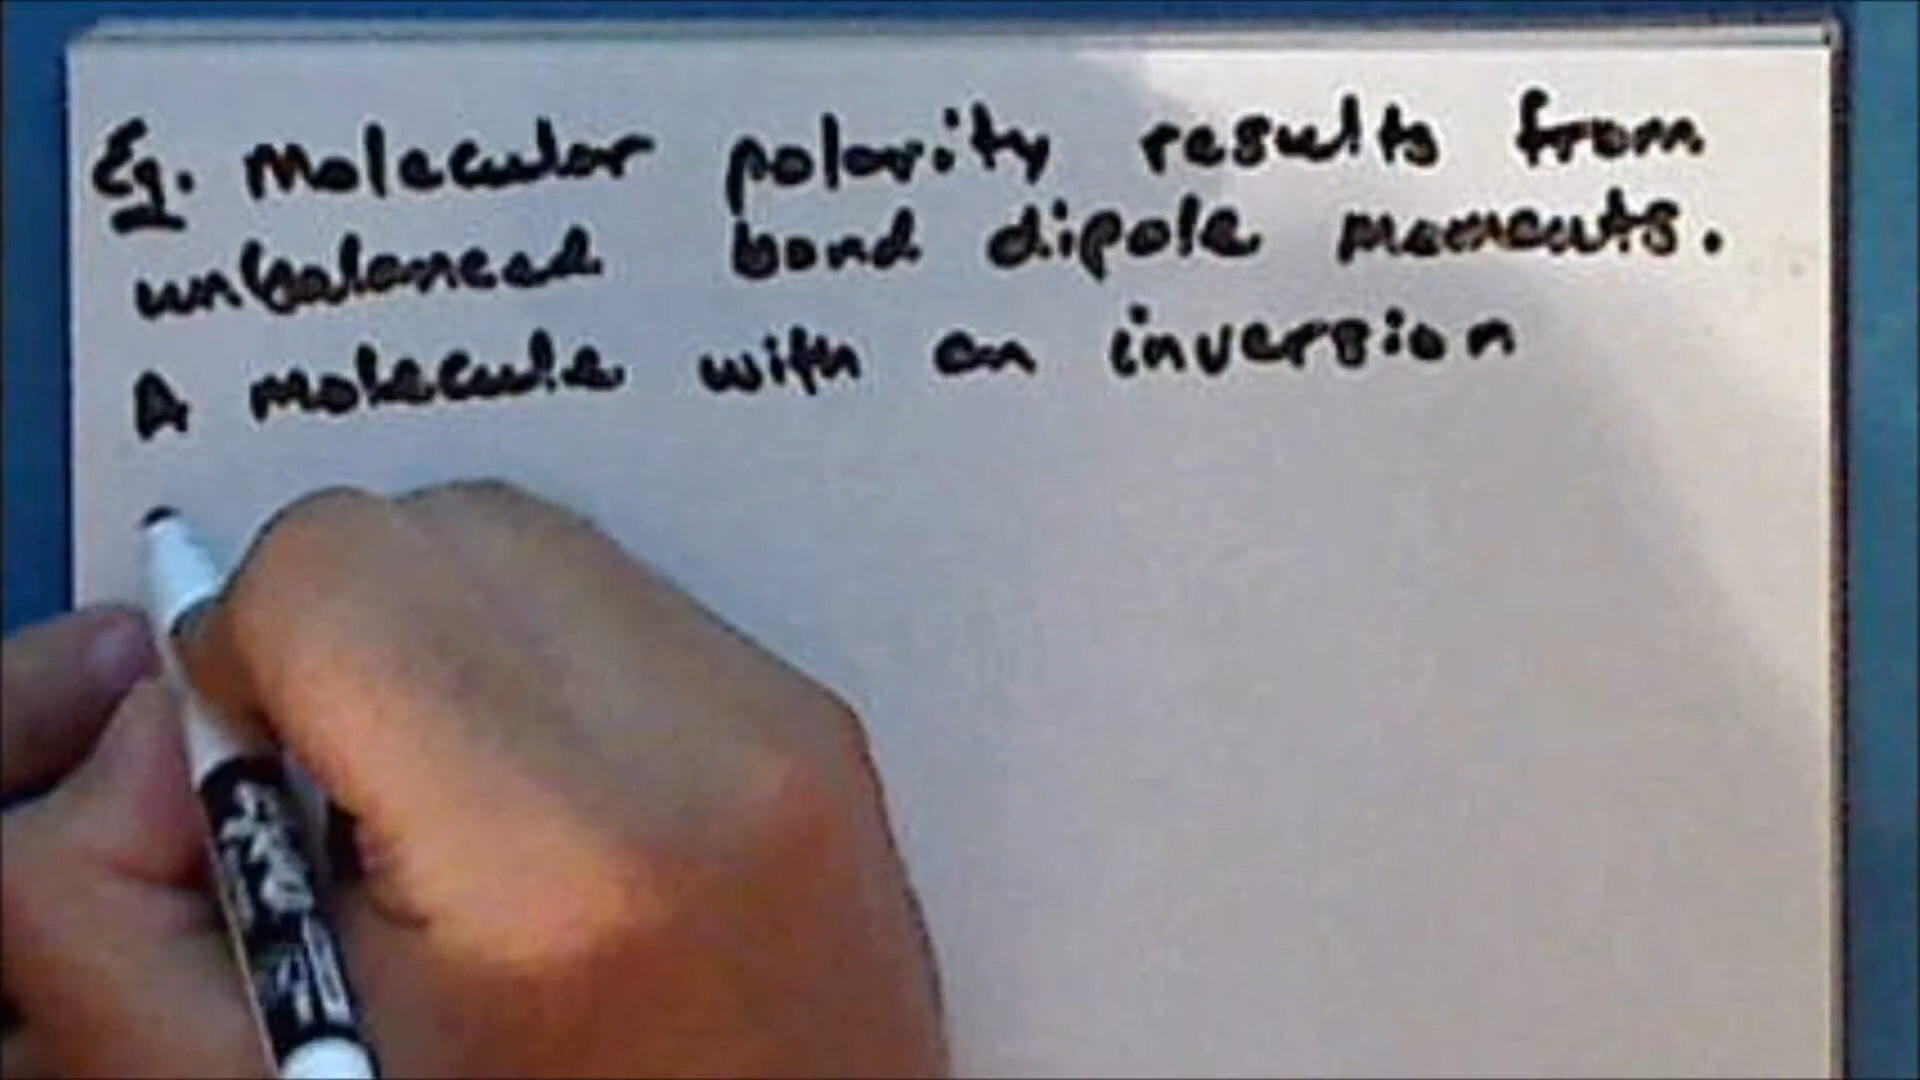 Eg. Molecular polarity results from
unbalanced bond dipole moments.
A molecule with an inversion